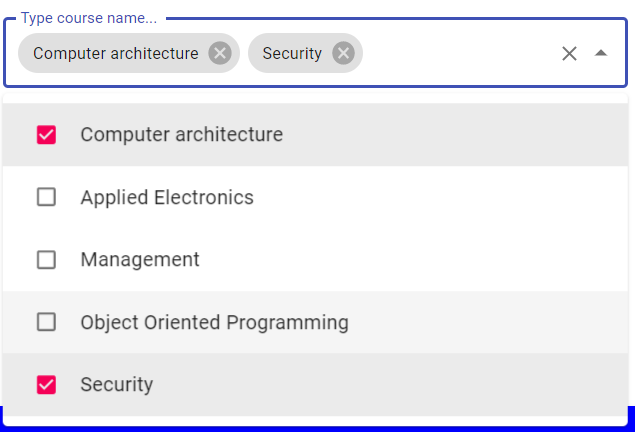 Type course name...
Computer architecture Security
Computer architecture
Applied Electronics
Management
Object Oriented Programming
Security